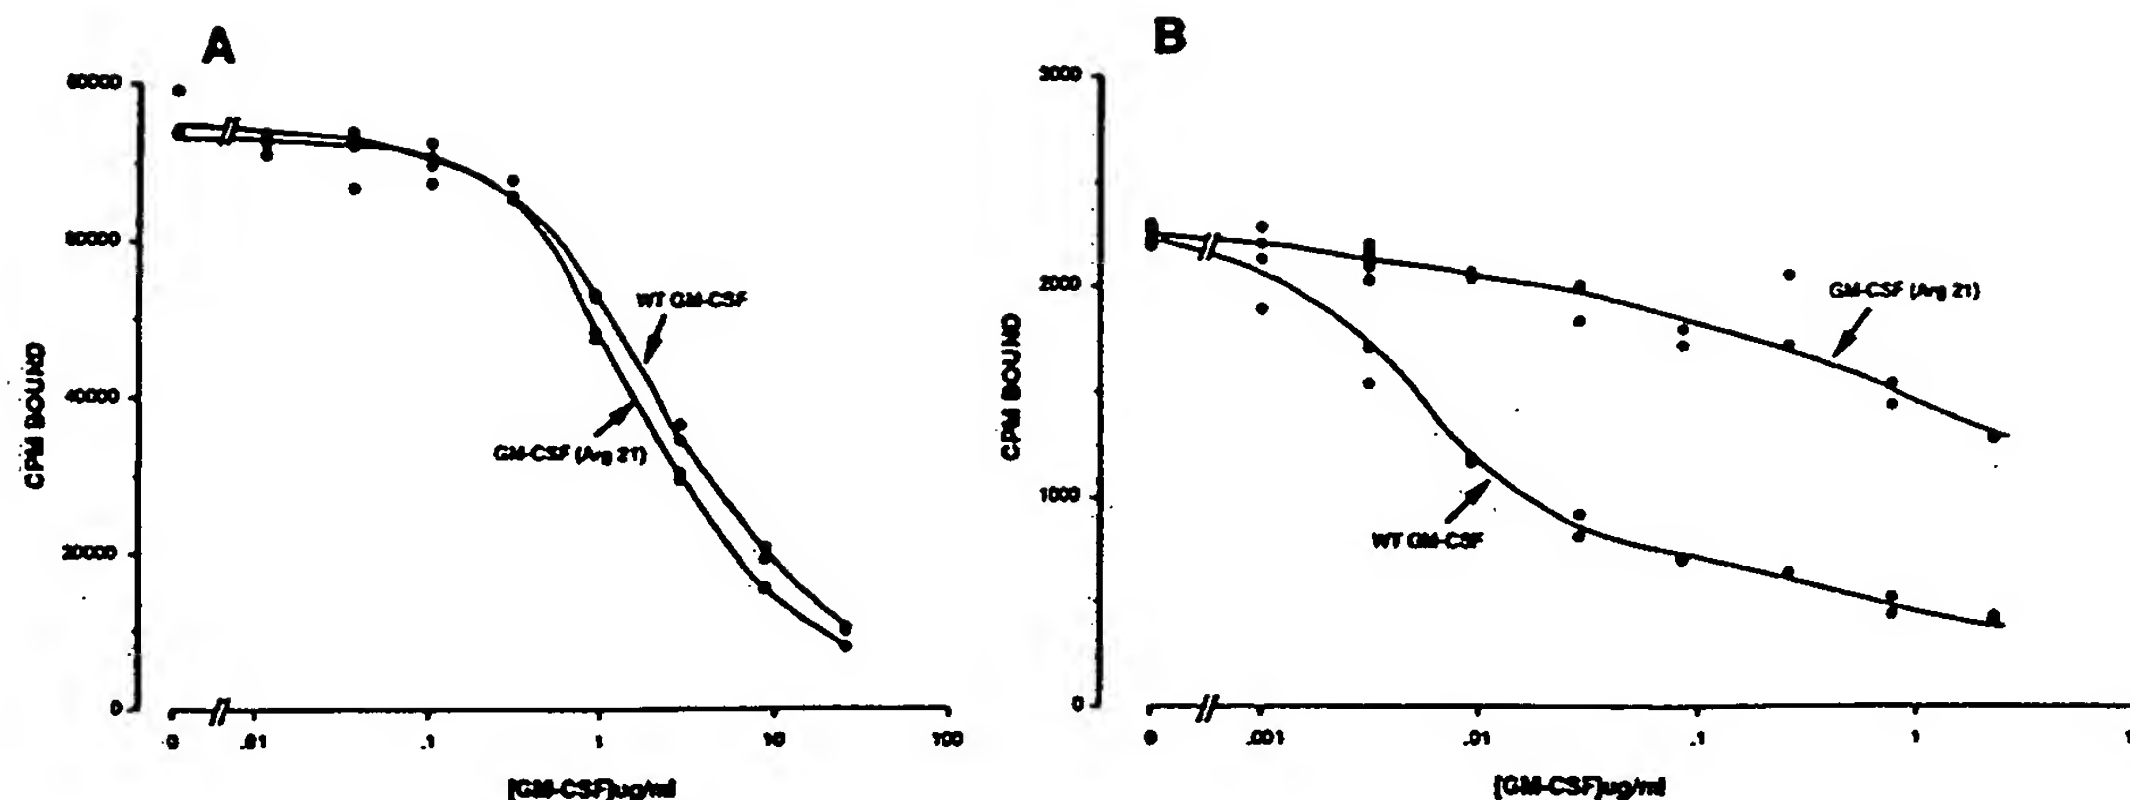 A
80000
60000
40000
20000
0
CPM BOUND
WT GM-CSF
GM-CSF (Arg 21)
0 .01 .1 1 10 100
[GM-CSF]ug/ml
B
3000
2000
1000
0
CPM BOUND
GM-CSF (Arg 21)
WT GM-CSF
0 .001 .01 .1 1
[GM-CSF]ug/ml